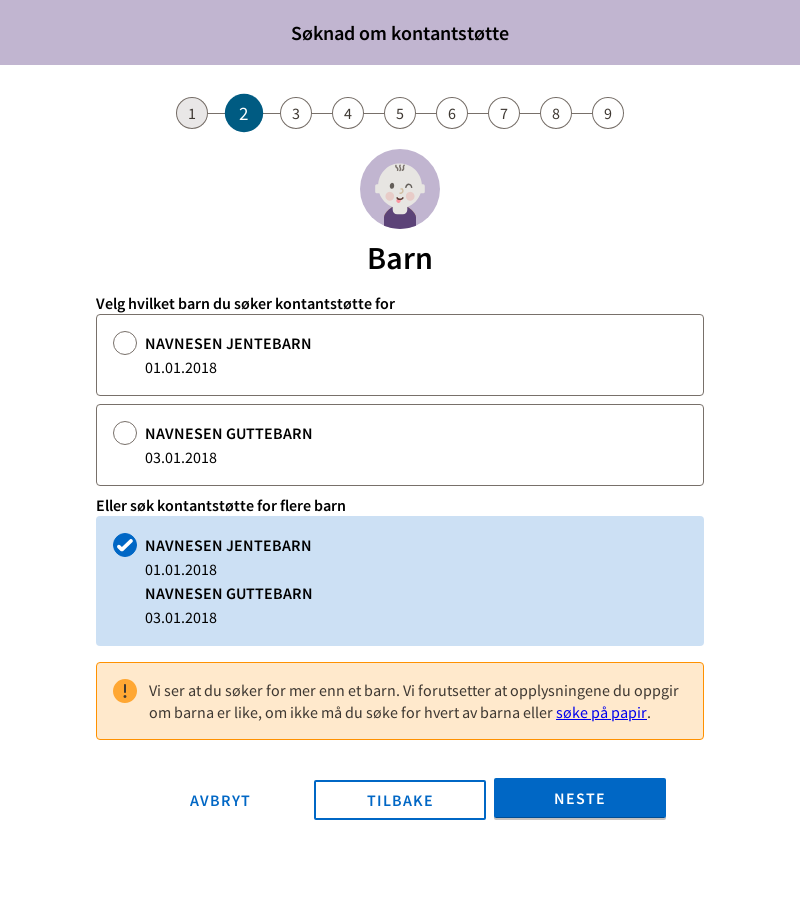 Søknad om kontantstøtte
1 2 3 4 5 6 7 8 9
Barn
Velg hvilket barn du søker kontantstøtte for
NAVNESEN JENTEBARN
01.01.2018
NAVNESEN GUTTEBARN
03.01.2018
Eller søk kontantstøtte for flere barn
NAVNESEN JENTEBARN
01.01.2018
NAVNESEN GUTTEBARN
03.01.2018
Vi ser at du søker for mer enn et barn. Vi forutsetter at opplysningene du oppgir
om barna er like, om ikke må du søke for hvert av barna eller søke på papir.
AVBRYT TILBAKE NESTE